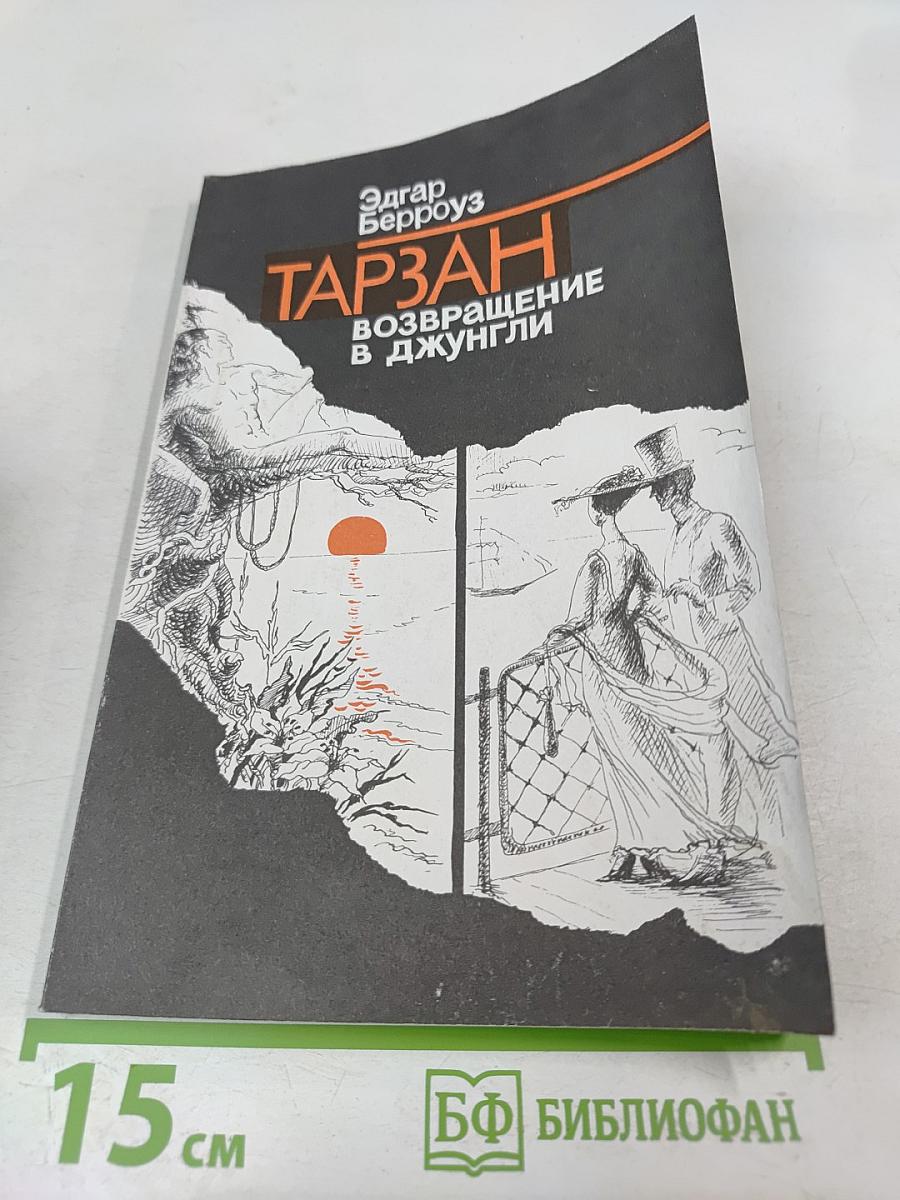 Эдгар
Берроуз
ТАРЗАН
ВОЗВРАЩЕНИЕ
В ДЖУНГЛИ
15 см
БФ БИБЛИОФАН